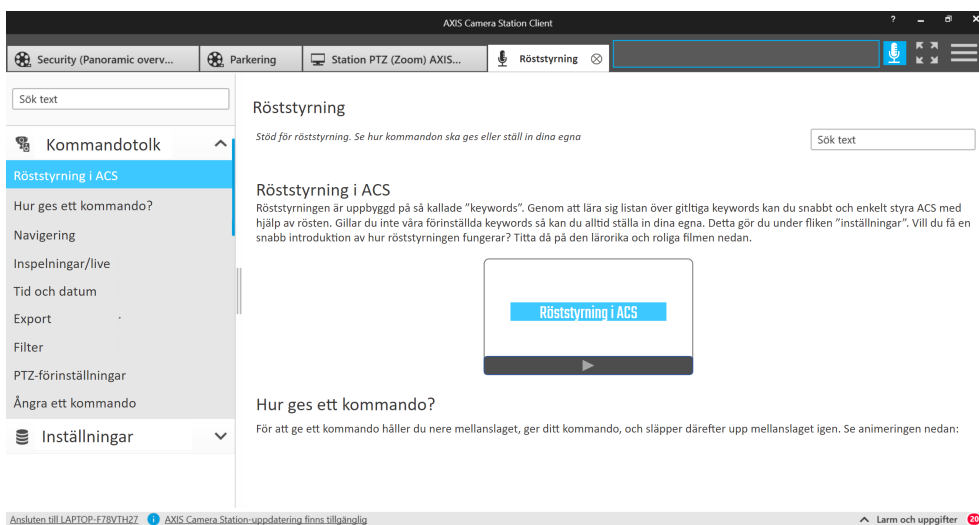 AXIS Camera Station Client
?
Security (Panoramic overv...
Parkering
Station PTZ (Zoom) AXIS...
Röststyrning
Sök text
Kommandotolk
Röststyrning i ACS
Hur ges ett kommando?
Navigering
Inspelningar/live
Tid och datum
Export
Filter
PTZ-förinställningar
Ångra ett kommando
Inställningar
Röststyrning
Stöd för röststyrning. Se hur kommandon ska ges eller ställ in dina egna
Sök text
Röststyrning i ACS
Röststyrningen är uppbyggd på så kallade ”keywords”. Genom att lära sig listan över gitltiga keywords kan du snabbt och enkelt styra ACS med
hjälp av rösten. Gillar du inte våra förinställda keywords så kan du alltid ställa in dina egna. Detta gör du under fliken ”inställningar”. Vill du få en
snabb introduktion av hur röststyrningen fungerar? Titta då på den lärorika och roliga filmen nedan.
Röststyrning i ACS
Hur ges ett kommando?
För att ge ett kommando håller du nere mellanslaget, ger ditt kommando, och släpper därefter upp mellanslaget igen. Se animeringen nedan:
Ansluten till LAPTOP-F78VTH27
AXIS Camera Station-uppdatering finns tillgänglig
Larm och uppgifter
20